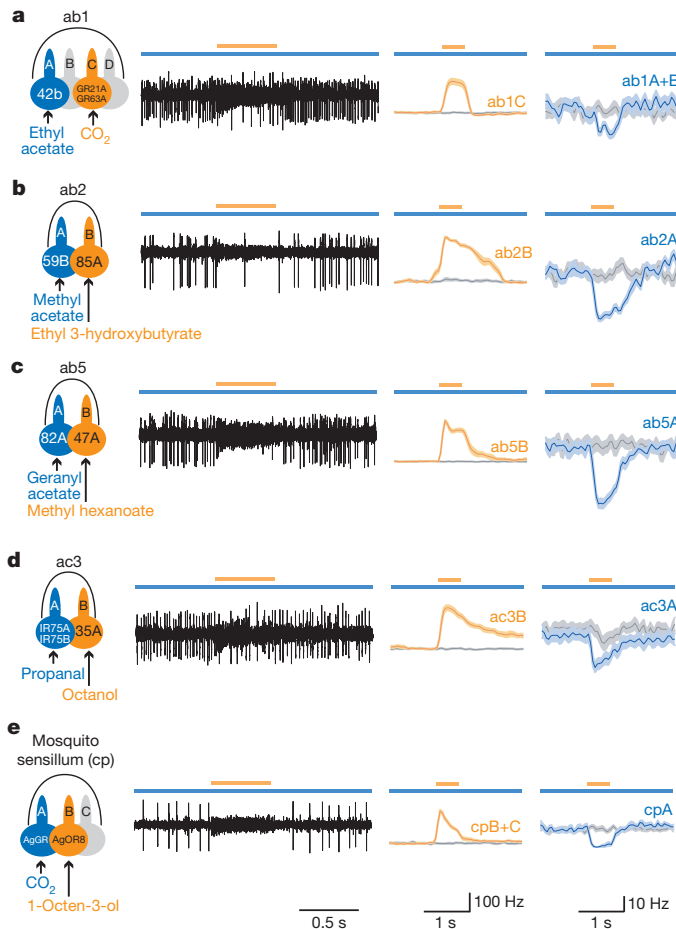 a
ab1
A B C D
42b GR21A
GR63A
Ethyl
acetate
CO2
ab1C
ab1A+B
b
ab2
A B
59B 85A
Methyl
acetate
Ethyl 3-hydroxybutyrate
ab2B
ab2A
c
ab5
A B
82A 47A
Geranyl
acetate
Methyl hexanoate
ab5B
ab5A
d
ac3
A B
IR75A
IR75B
35A
Propanal
Octanol
ac3B
ac3A
e
Mosquito
sensillum (cp)
A B C
AgGR AgOR8
CO2
1-Octen-3-ol
cpB+C
cpA
0.5 s
100 Hz
1 s
10 Hz
1 s